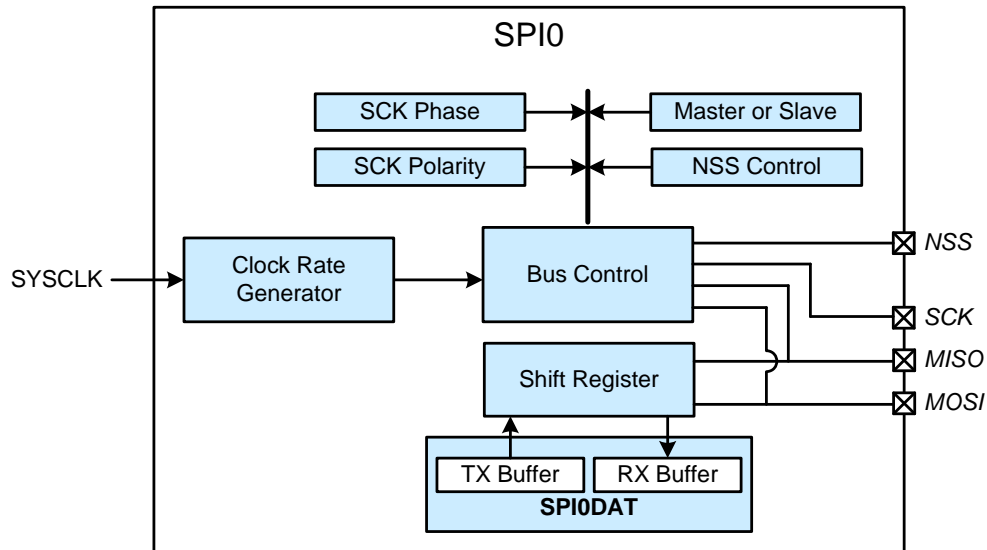 SPI0
SCK Phase
Master or Slave
SCK Polarity
NSS Control
SYSCLK
Clock Rate
Generator
Bus Control
NSS
SCK
Shift Register
MISO
MOSI
TX Buffer
RX Buffer
SPI0DAT